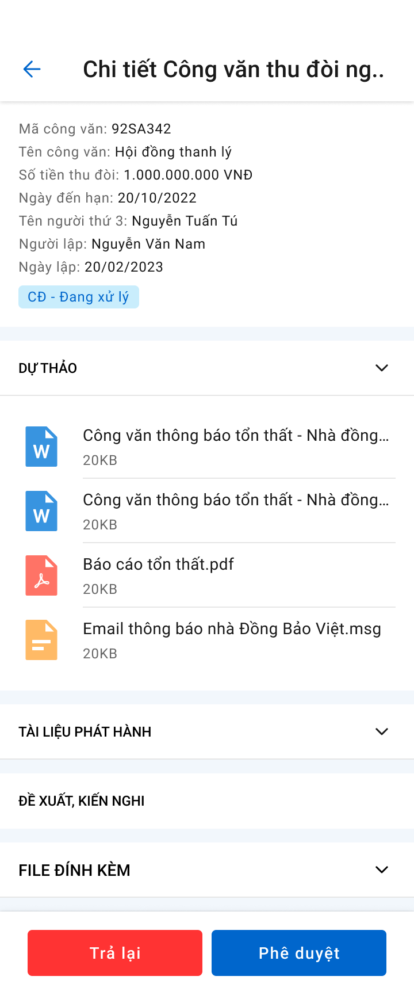 Chi tiết Công văn thu đòi ng..
Mã công văn: 92SA342
Tên công văn: Hội đồng thanh lý
Số tiền thu đòi: 1.000.000.000 VNĐ
Ngày đến hạn: 20/10/2022
Tên người thứ 3: Nguyễn Tuấn Tú
Người lập: Nguyễn Văn Nam
Ngày lập: 20/02/2023
CĐ - Đang xử lý
DỰ THẢO
W
Công văn thông báo tổn thất - Nhà đồng...
20KB
W
Công văn thông báo tổn thất - Nhà đồng...
20KB
Báo cáo tổn thất.pdf
20KB
Email thông báo nhà Đồng Bảo Việt.msg
20KB
TÀI LIỆU PHÁT HÀNH
ĐỀ XUẤT, KIẾN NGHI
FILE ĐÍNH KÈM
Trả lại
Phê duyệt